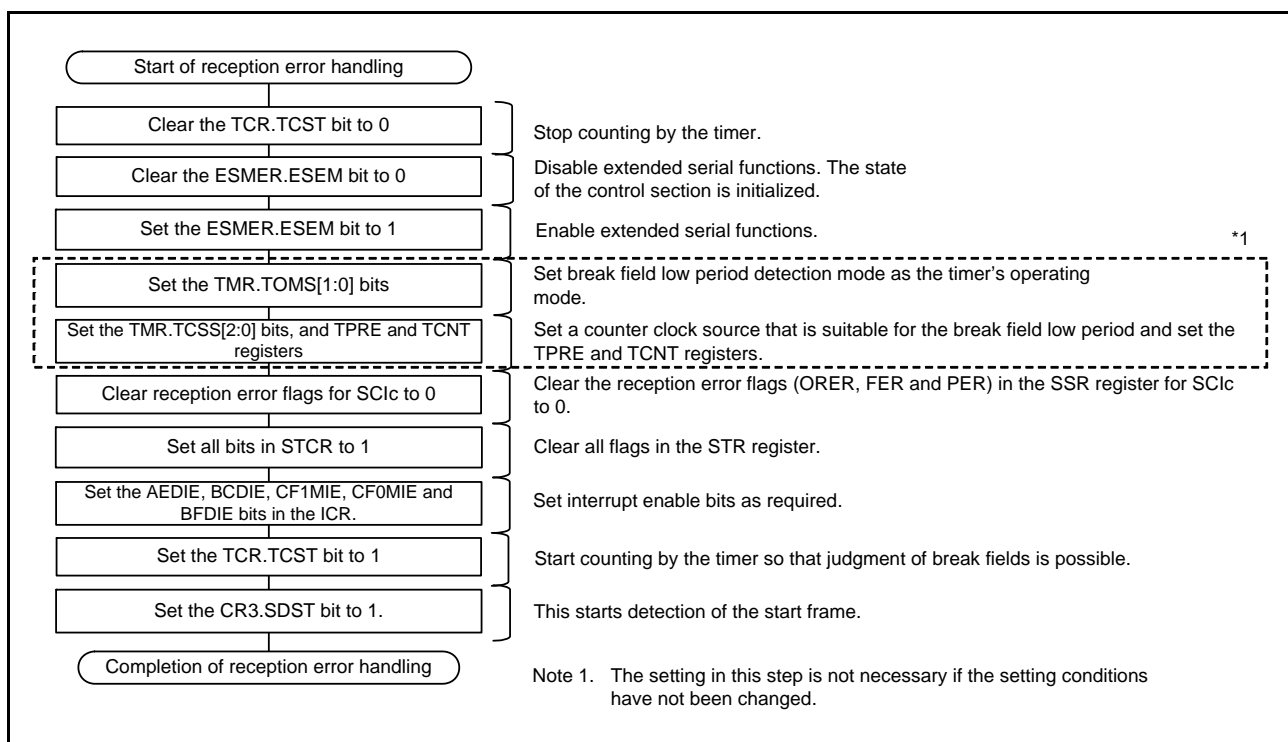 Start of reception error handling
Clear the TCR.TCST bit to 0
Stop counting by the timer.
Clear the ESMER.ESEM bit to 0
Disable extended serial functions. The state
of the control section is initialized.
Set the ESMER.ESEM bit to 1
Enable extended serial functions.
*1
Set the TMR.TOMS[1:0] bits
Set break field low period detection mode as the timer's operating
mode.
Set the TMR.TCSS[2:0] bits, and TPRE and TCNT
registers
Set a counter clock source that is suitable for the break field low period and set the
TPRE and TCNT registers.
Clear reception error flags for SCIc to 0
Clear the reception error flags (ORER, FER and PER) in the SSR register for SCIc
to 0.
Set all bits in STCR to 1
Clear all flags in the STR register.
Set the AEDIE, BCDIE, CF1MIE, CF0MIE and
BFDIE bits in the ICR.
Set interrupt enable bits as required.
Set the TCR.TCST bit to 1
Start counting by the timer so that judgment of break fields is possible.
Set the CR3.SDST bit to 1.
This starts detection of the start frame.
Completion of reception error handling
Note 1. The setting in this step is not necessary if the setting conditions
have not been changed.